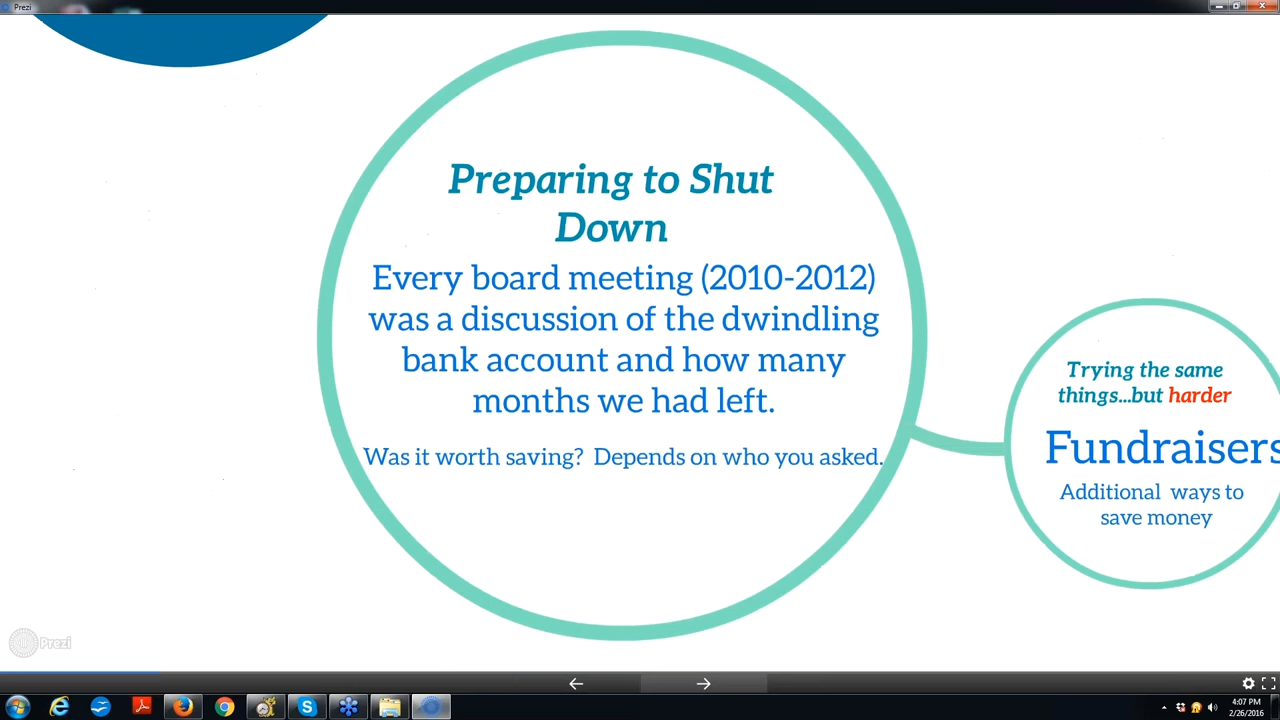 Prezi
Preparing to Shut
Down
Every board meeting (2010-2012)
was a discussion of the dwindling
bank account and how many
months we had left.
Was it worth saving?  Depends on who you asked.
Trying the same
things...but harder
Fundraisers
Additional  ways to
save money
Prezi
4:07 PM
2/26/2016